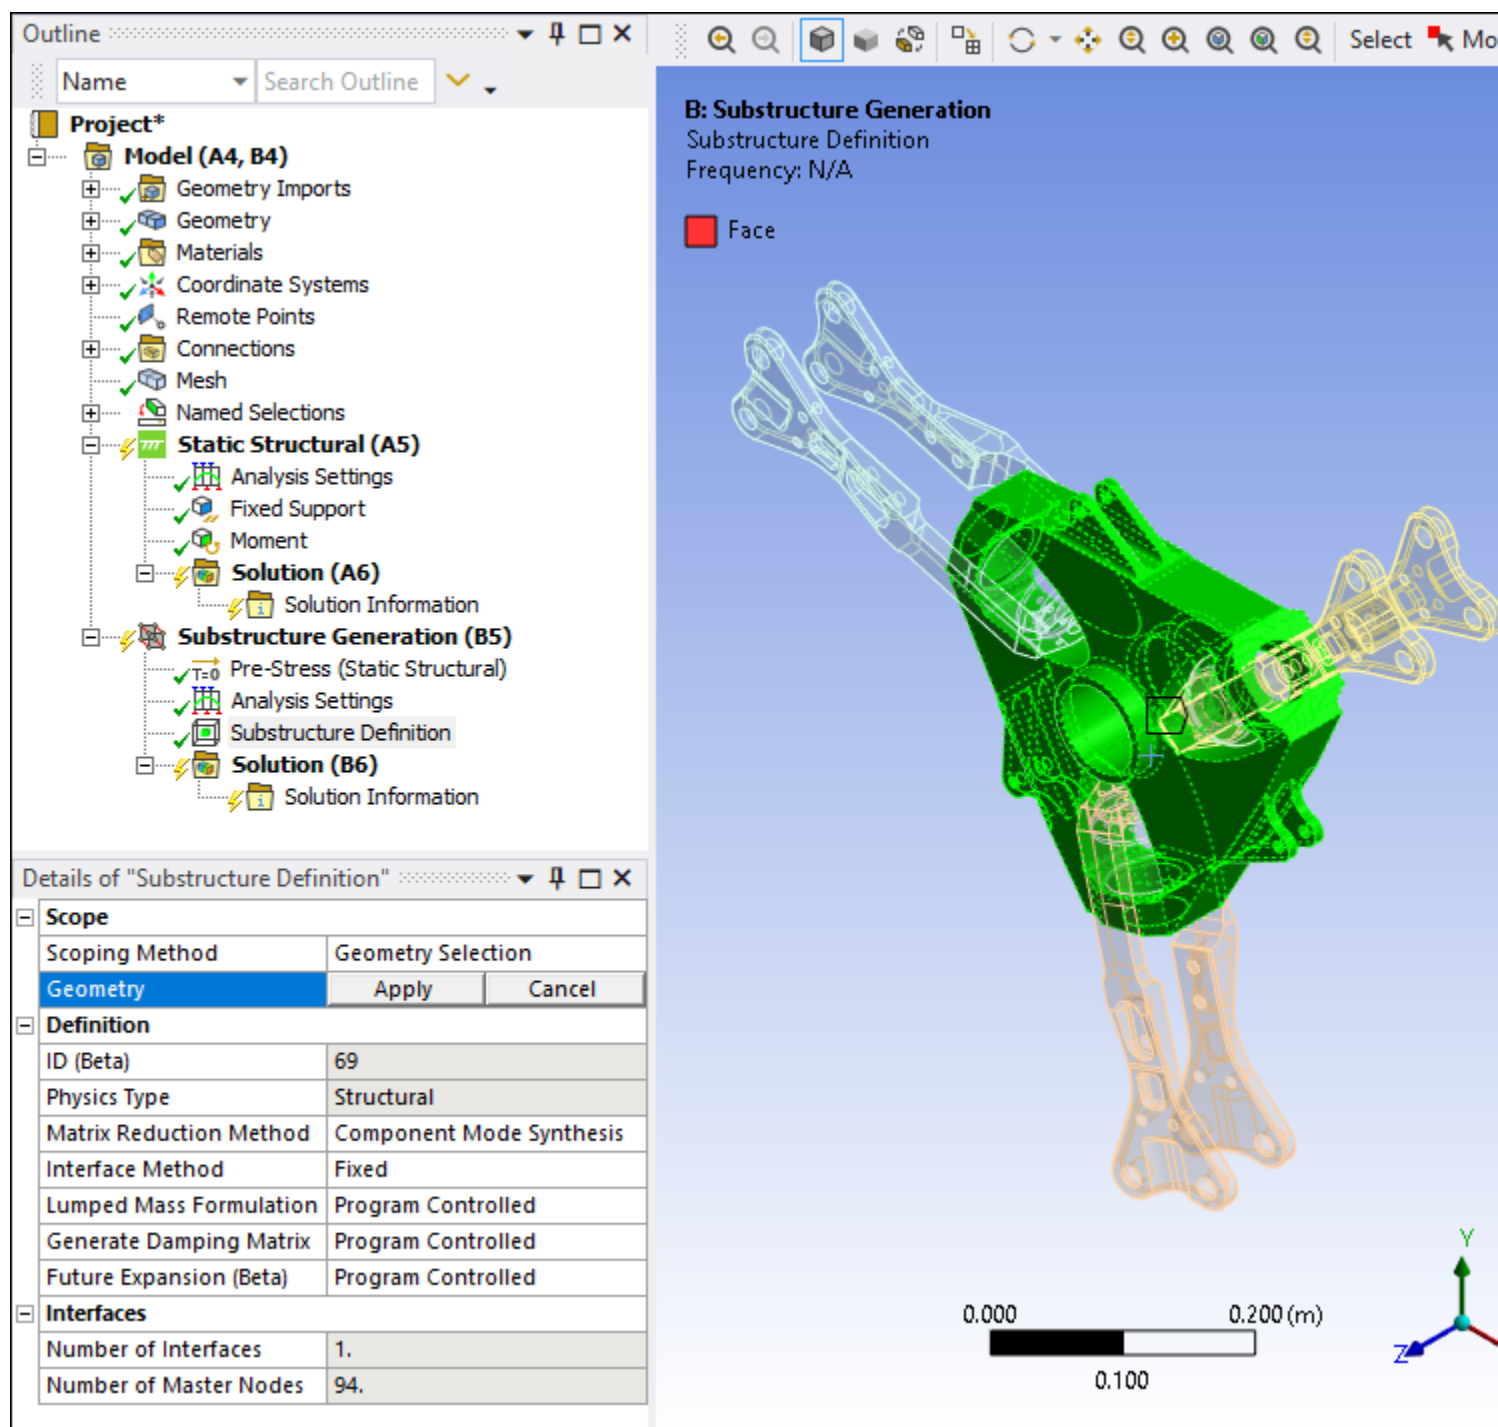 Outline
Name
Search Outline
Project*
Model (A4, B4)
Geometry Imports
Geometry
Materials
Coordinate Systems
Remote Points
Connections
Mesh
Named Selections
Static Structural (A5)
Analysis Settings
Fixed Support
Moment
Solution (A6)
Solution Information
Substructure Generation (B5)
T=0 Pre-Stress (Static Structural)
Analysis Settings
Substructure Definition
Solution (B6)
Solution Information
Details of "Substructure Definition"
Scope
Scoping Method Geometry Selection
Geometry Apply Cancel
Definition
ID (Beta) 69
Physics Type Structural
Matrix Reduction Method Component Mode Synthesis
Interface Method Fixed
Lumped Mass Formulation Program Controlled
Generate Damping Matrix Program Controlled
Future Expansion (Beta) Program Controlled
Interfaces
Number of Interfaces 1.
Number of Master Nodes 94.
Select Mo
B: Substructure Generation
Substructure Definition
Frequency: N/A
Face
0.000 0.200 (m)
0.100
Y
Z